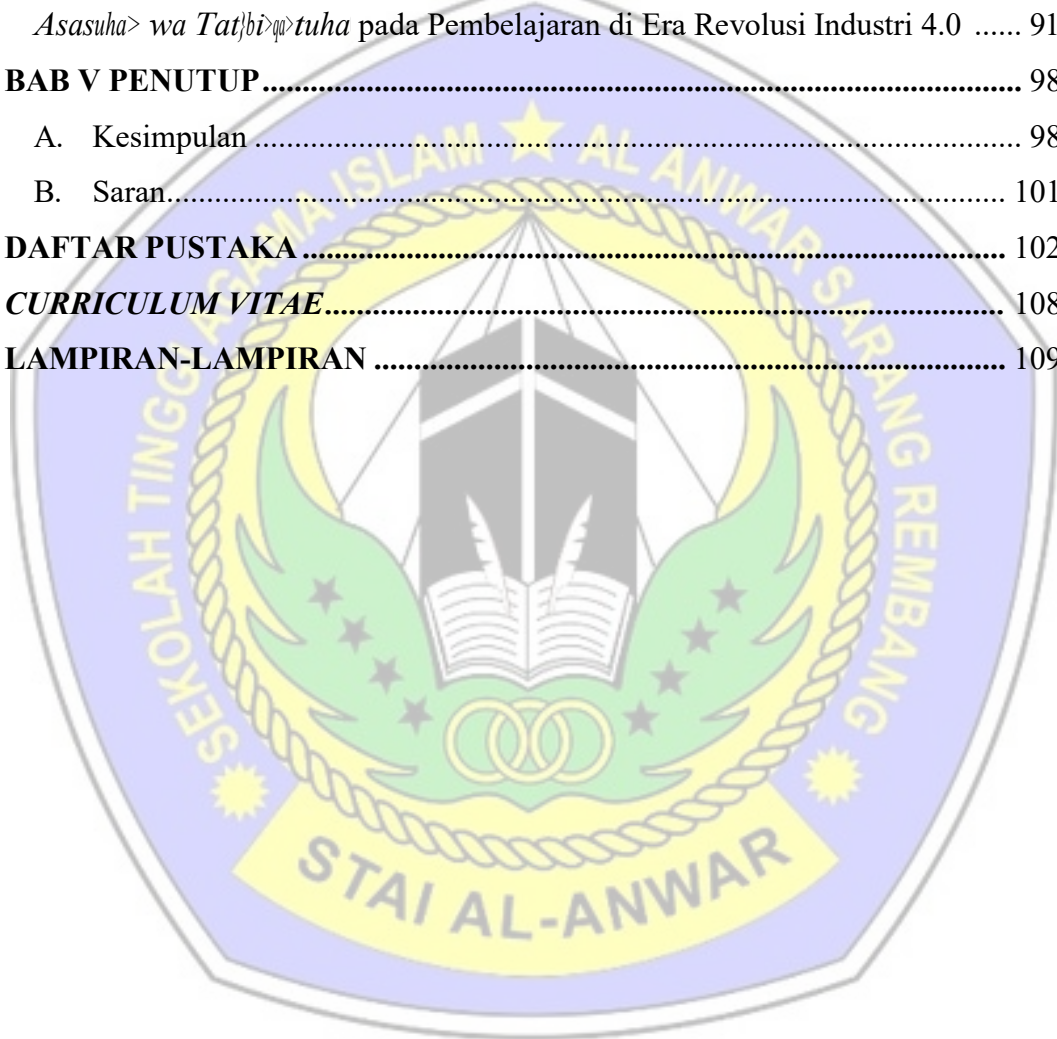 Asasuha> wa Tat}bi>qa>tuha pada Pembelajaran di Era Revolusi Industri 4.0 ...... 91
BAB V PENUTUP.................................................................................................. 98
A. Kesimpulan .................................................................................................. 98
B. Saran............................................................................................................ 101
DAFTAR PUSTAKA ........................................................................................... 102
CURRICULUM VITAE........................................................................................ 108
LAMPIRAN-LAMPIRAN .................................................................................. 109
SEKOLAH TINGGI AGAMA ISLAM AL ANWAR SARANG REMBANG
STAI AL-ANWAR